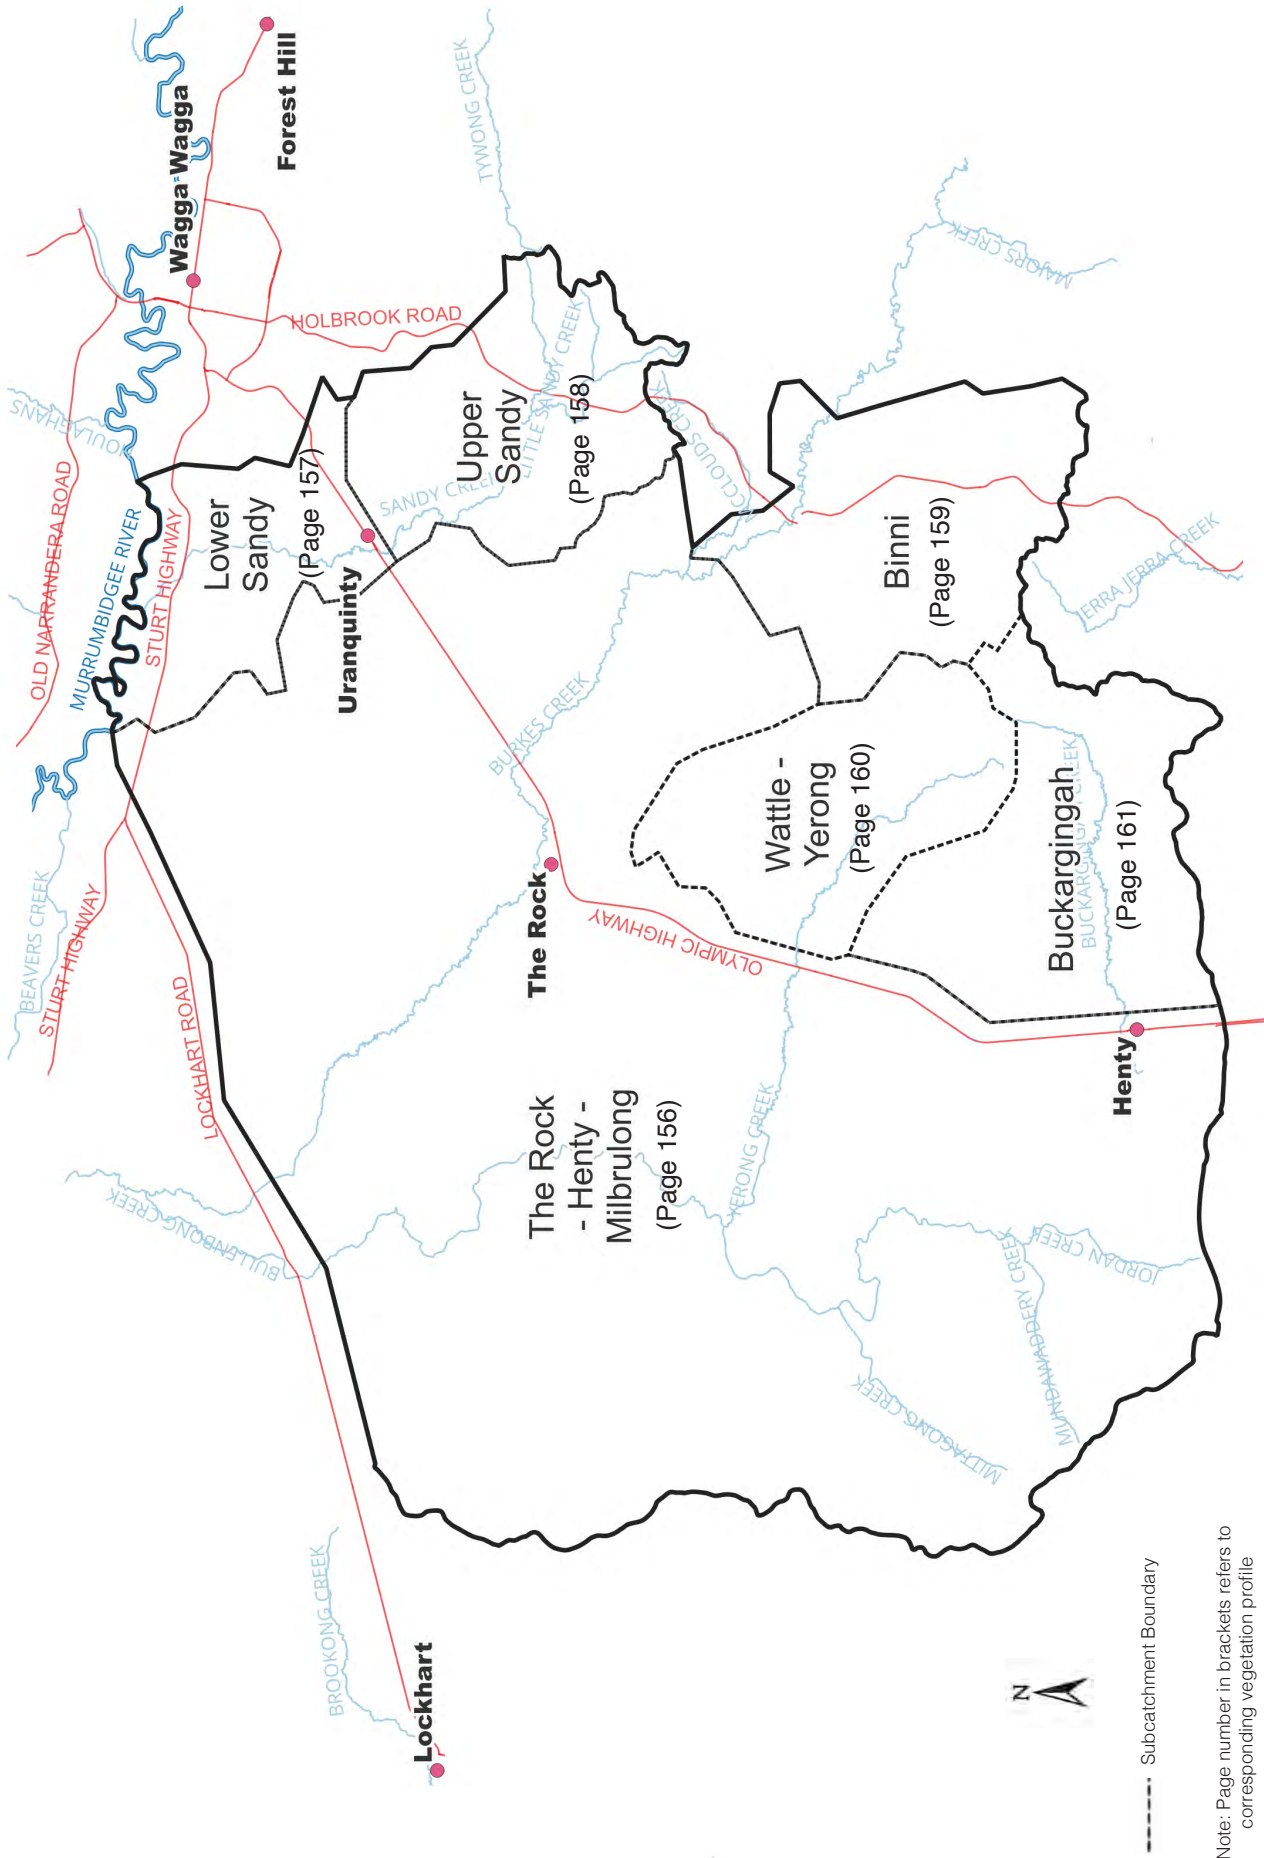 Wagga Wagga
Forest Hill
TYWONG CREEK
MAJORS CREEK
HOLBROOK ROAD
OLD NARRANDERA ROAD
MURRUMBIDGEE RIVER
STURT HIGHWAY
Lower
Sandy
(Page 157)
Upper
Sandy
(Page 158)
SANDY CREEK
LITTLE SANDY CREEK
Uranquinty
Binni
(Page 159)
BURKES CREEK
Wattle -
Yerong
(Page 160)
Buckargingah
(Page 161)
BEAVERS CREEK
STURT HIGHWAY
LOCKHART ROAD
The Rock
OLYMPIC HIGHWAY
Henty
The Rock
- Henty -
Milbrulong
(Page 156)
YERONG CREEK
BULLENBONG CREEK
JORDAN CREEK
MUNDAWADDERY CREEK
MITTAGONG CREEK
BROOKONG CREEK
Lockhart
N
Subcatchment Boundary
Note: Page number in brackets refers to
corresponding vegetation profile